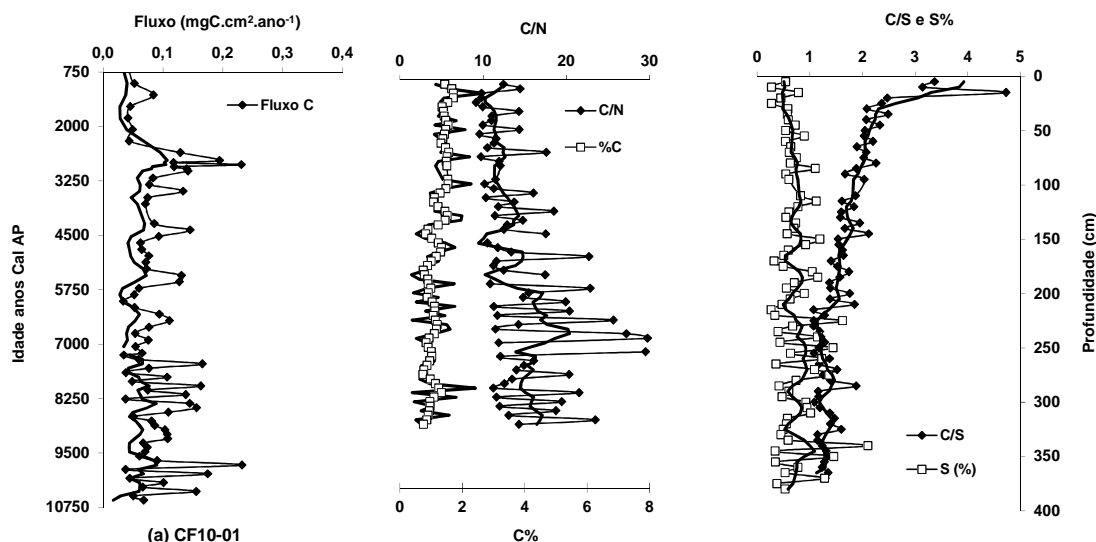 Fluxo (mgC.cm².ano⁻¹)
0,0 0,1 0,2 0,3 0,4
750
2000
3250
4500
5750
7000
8250
9500
10750
Idade anos Cal AP
Fluxo C
(a) CF10-01
C/N
0 10 20 30
C/N
%C
0 2 4 6 8
C%
C/S e S%
0 1 2 3 4 5
0
50
100
150
200
250
300
350
400
Profundidade (cm)
C/S
S (%)